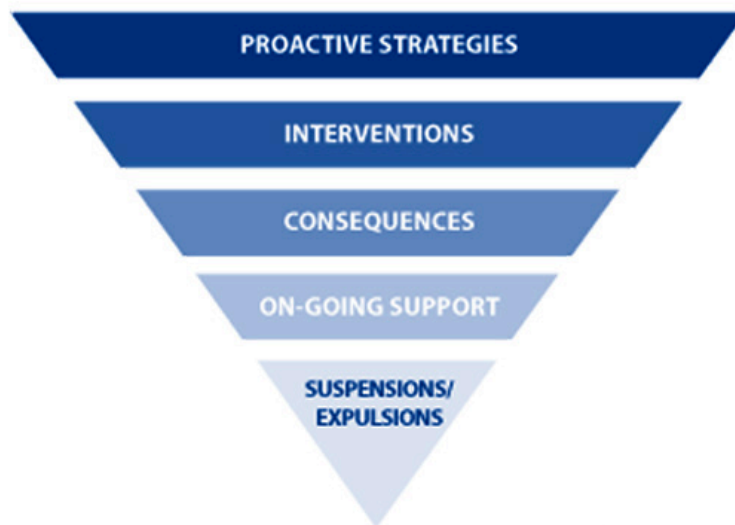 PROACTIVE STRATEGIES
INTERVENTIONS
CONSEQUENCES
ON-GOING SUPPORT
SUSPENSIONS/
EXPULSIONS